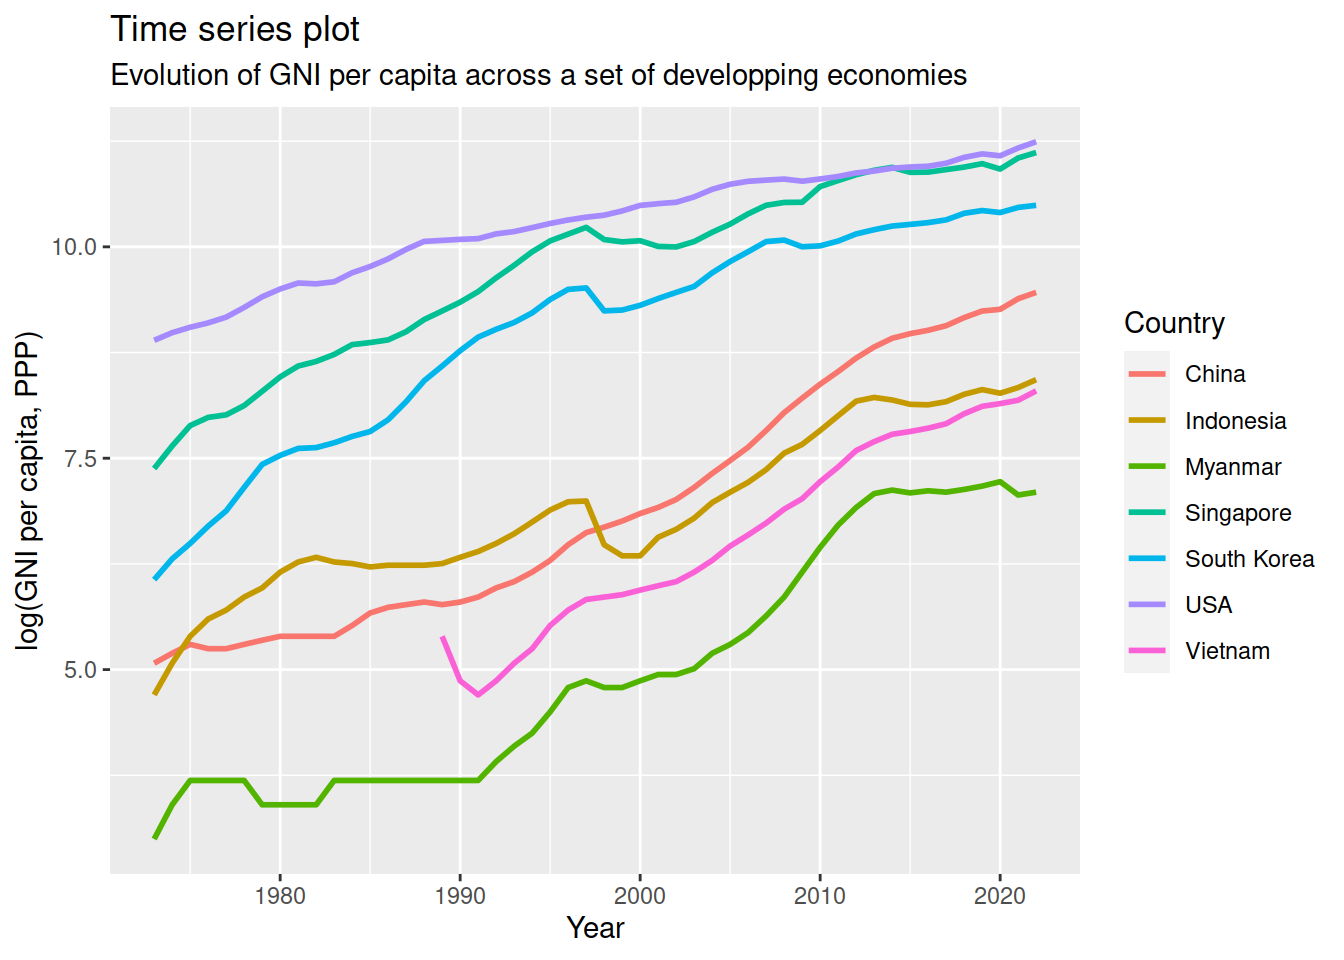 Time series plot
Evolution of GNI per capita across a set of developping economies
log(GNI per capita, PPP)
10.0
7.5
5.0
1980 1990 2000 2010 2020
Year
Country
China
Indonesia
Myanmar
Singapore
South Korea
USA
Vietnam